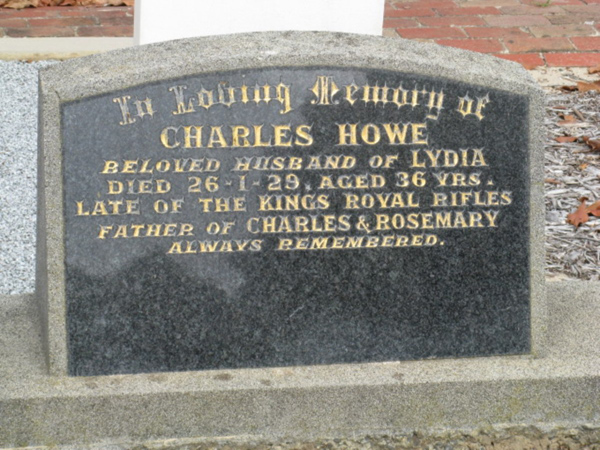 In Loving Memory of
CHARLES HOWE
BELOVED HUSBAND OF LYDIA
DIED 26-1-29, AGED 36 YRS.
LATE OF THE KINGS ROYAL RIFLES
FATHER OF CHARLES & ROSEMARY
ALWAYS REMEMBERED.